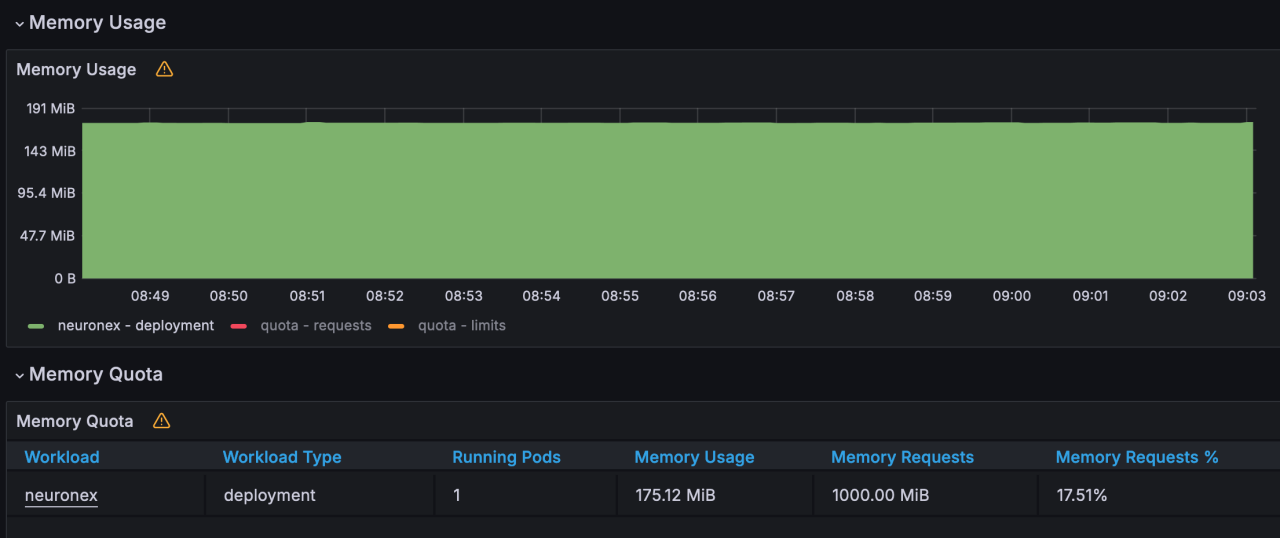 Memory Usage
Memory Usage
191 MiB
143 MiB
95.4 MiB
47.7 MiB
0 B
08:49 08:50 08:51 08:52 08:53 08:54 08:55 08:56 08:57 08:58 08:59 09:00 09:01 09:02 09:03
neuronex - deployment quota - requests quota - limits
Memory Quota
Memory Quota
Workload Workload Type Running Pods Memory Usage Memory Requests Memory Requests %
neuronex deployment 1 175.12 MiB 1000.00 MiB 17.51%